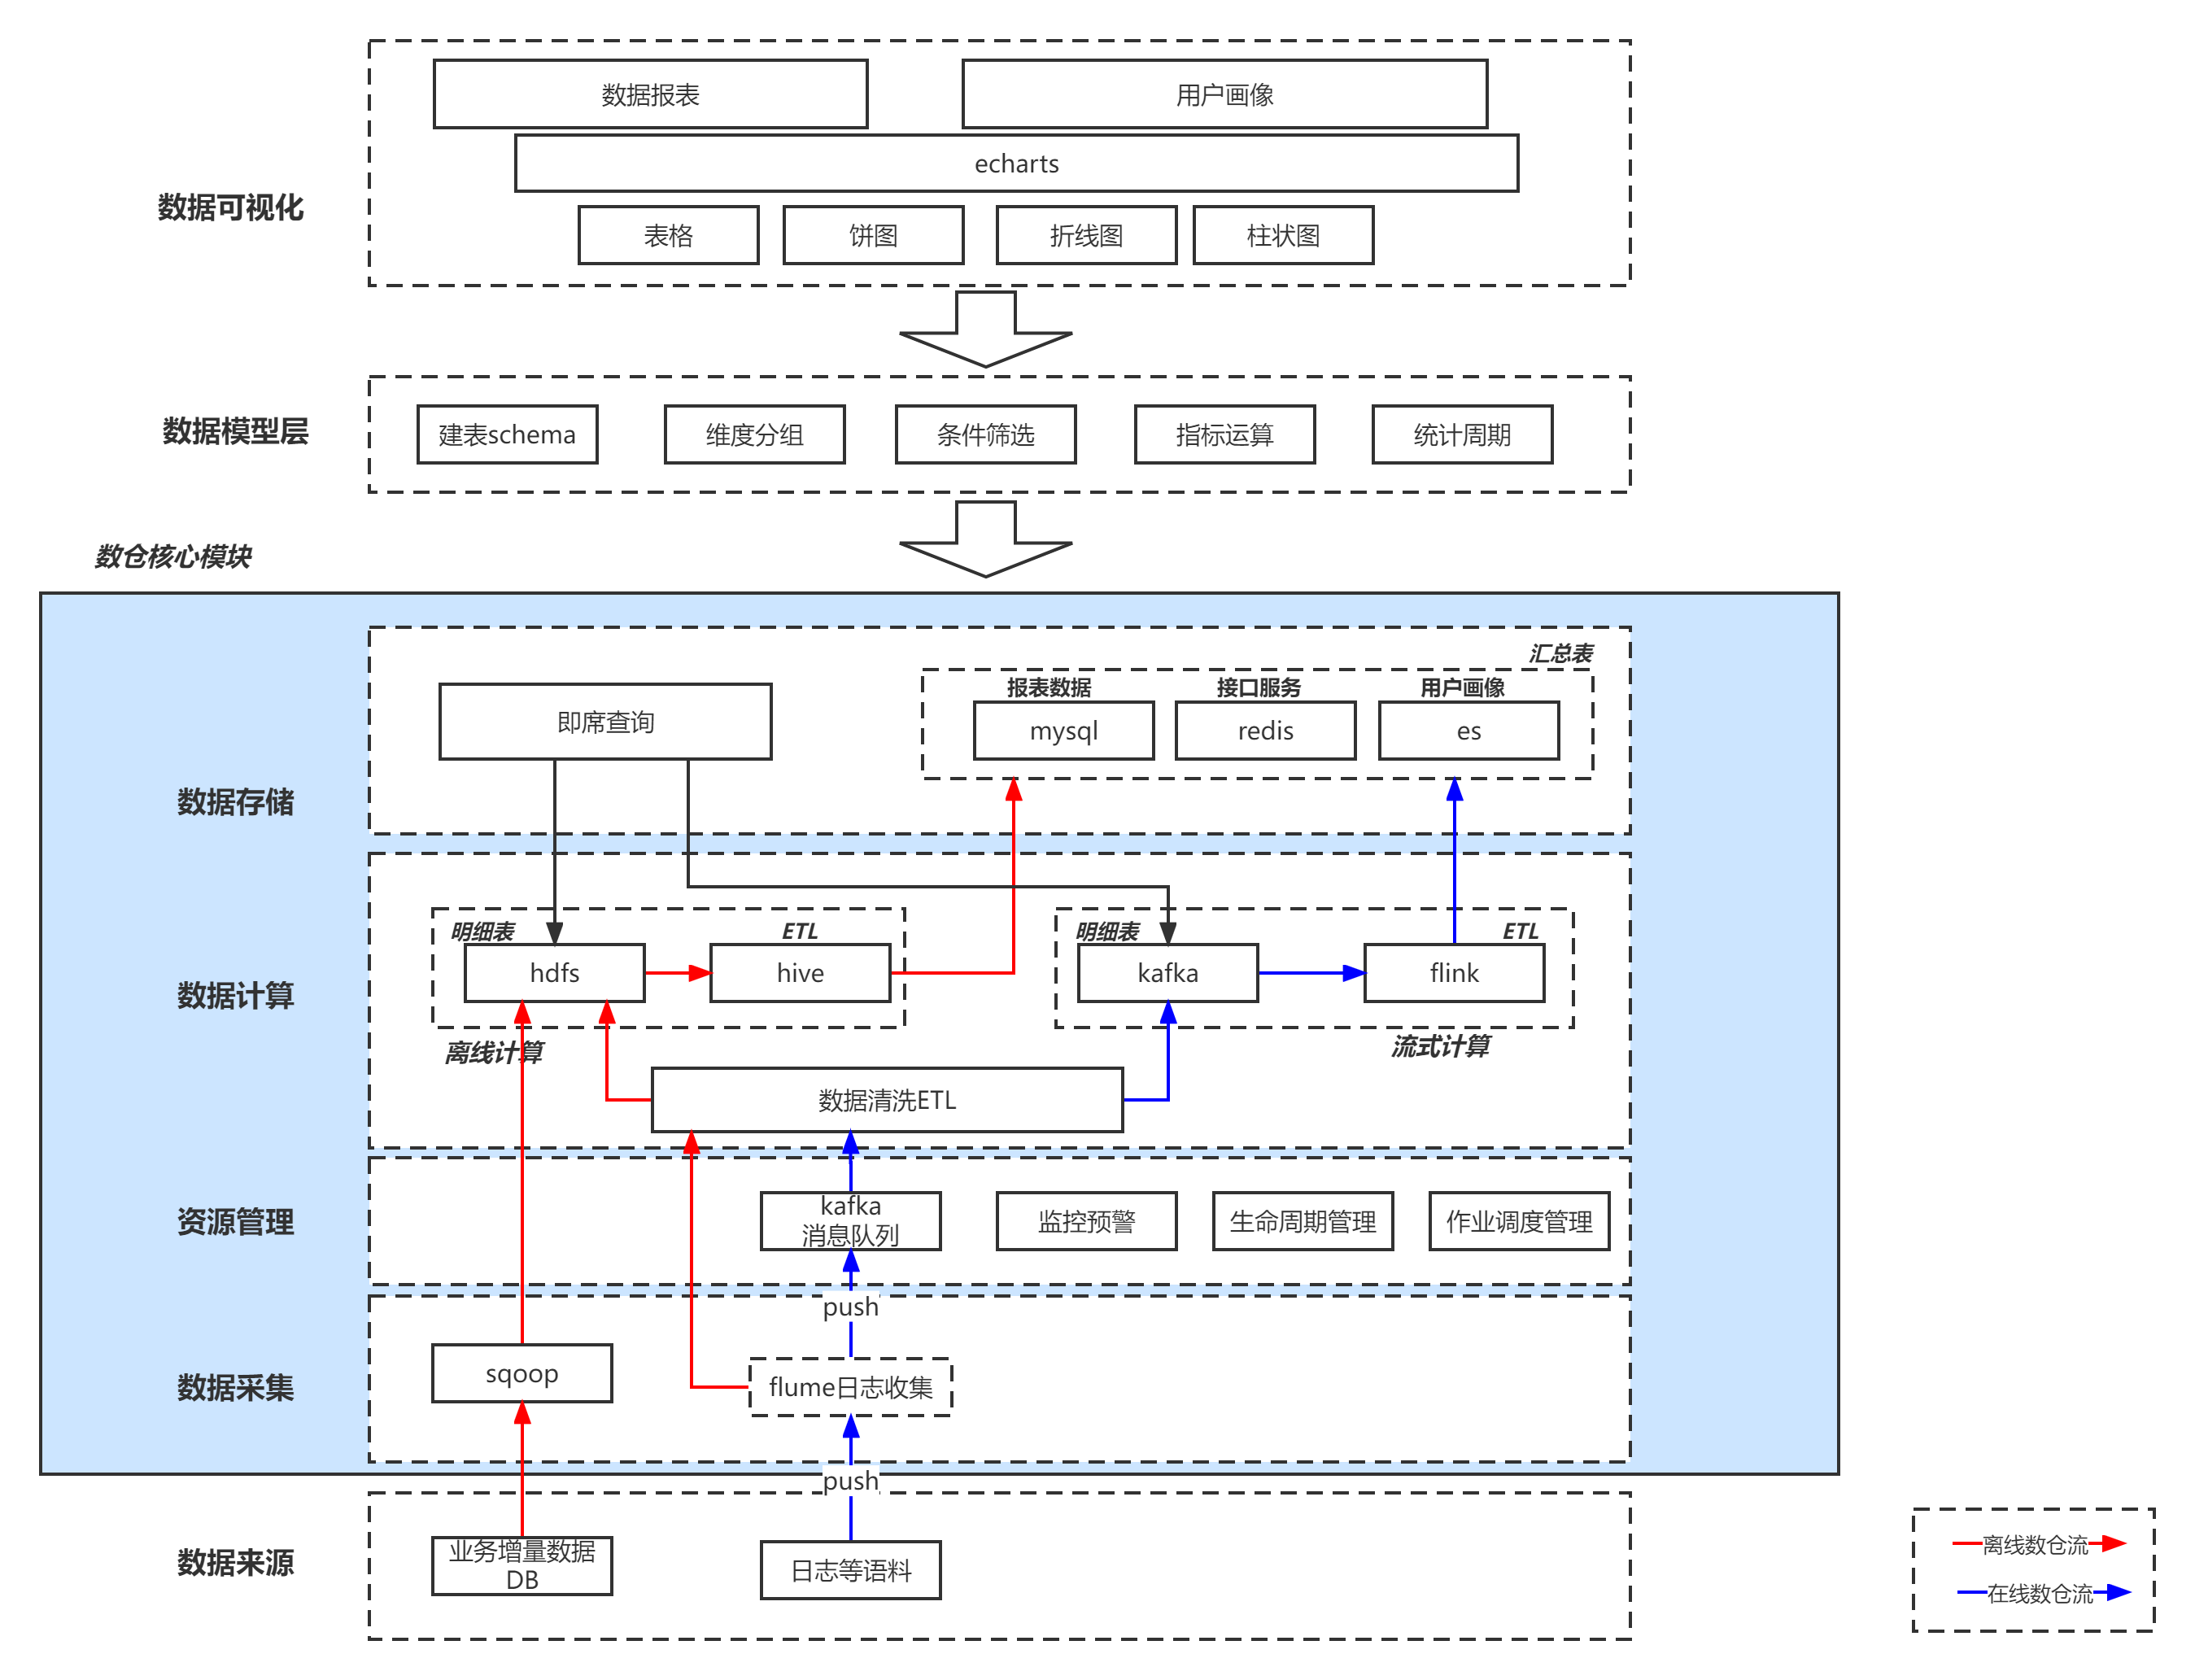 数据报表
用户画像
echarts
数据可视化
表格
饼图
折线图
柱状图
数据模型层
建表schema
维度分组
条件筛选
指标运算
统计周期
数仓核心模块
汇总表
报表数据
接口服务
用户画像
即席查询
mysql
redis
es
数据存储
明细表
ETL
明细表
ETL
hdfs
hive
kafka
flink
数据计算
离线计算
流式计算
数据清洗ETL
资源管理
kafka
消息队列
监控预警
生命周期管理
作业调度管理
push
数据采集
sqoop
flume日志收集
push
数据来源
业务增量数据
DB
日志等语料
离线数仓流
在线数仓流